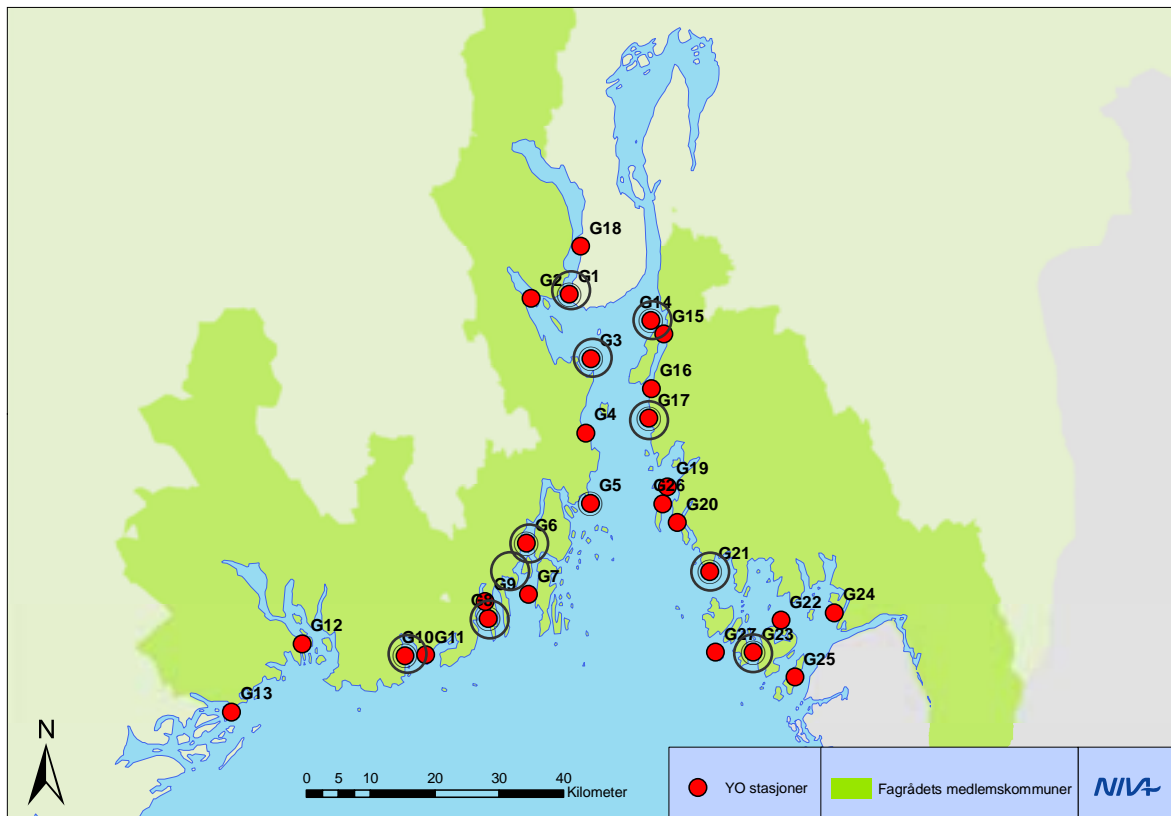 G18
G2
G1
G14
G15
G3
G16
G17
G4
G19
G26
G5
G20
G6
G21
G9
G7
G8
G24
G22
G12
G10
G11
G27
G23
G25
G13
N
0 5 10 20 30 40
Kilometer
YO stasjoner
Fagrådets medlemskommuner
NIVA